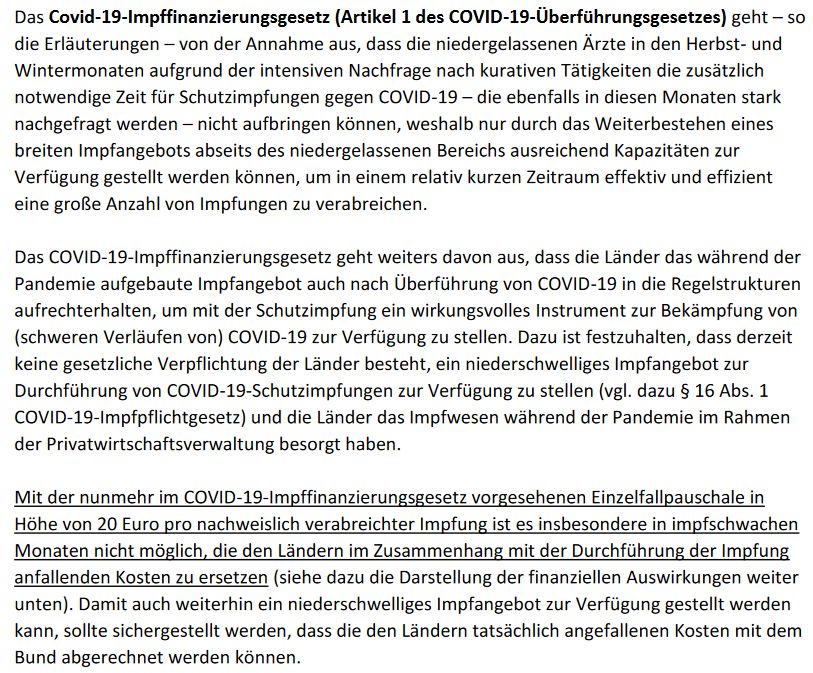 Das Covid-19-Impffinanzierungsgesetz (Artikel 1 des COVID-19-Überführungsgesetzes) geht – so
die Erläuterungen – von der Annahme aus, dass die niedergelassenen Ärzte in den Herbst- und
Wintermonaten aufgrund der intensiven Nachfrage nach kurativen Tätigkeiten die zusätzlich
notwendige Zeit für Schutzimpfungen gegen COVID-19 – die ebenfalls in diesen Monaten stark
nachgefragt werden – nicht aufbringen können, weshalb nur durch das Weiterbestehen eines
breiten Impfangebots abseits des niedergelassenen Bereichs ausreichend Kapazitäten zur
Verfügung gestellt werden können, um in einem relativ kurzen Zeitraum effektiv und effizient
eine große Anzahl von Impfungen zu verabreichen.
Das COVID-19-Impffinanzierungsgesetz geht weiters davon aus, dass die Länder das während der
Pandemie aufgebaute Impfangebot auch nach Überführung von COVID-19 in die Regelstrukturen
aufrechterhalten, um mit der Schutzimpfung ein wirkungsvolles Instrument zur Bekämpfung von
(schweren Verläufen von) COVID-19 zur Verfügung zu stellen. Dazu ist festzuhalten, dass derzeit
keine gesetzliche Verpflichtung der Länder besteht, ein niederschwelliges Impfangebot zur
Durchführung von COVID-19-Schutzimpfungen zur Verfügung zu stellen (vgl. dazu § 16 Abs. 1
COVID-19-Impfpflichtgesetz) und die Länder das Impfwesen während der Pandemie im Rahmen
der Privatwirtschaftsverwaltung besorgt haben.
Mit der nunmehr im COVID-19-Impffinanzierungsgesetz vorgesehenen Einzelfallpauschale in
Höhe von 20 Euro pro nachweislich verabreichter Impfung ist es insbesondere in impfschwachen
Monaten nicht möglich, die den Ländern im Zusammenhang mit der Durchführung der Impfung
anfallenden Kosten zu ersetzen (siehe dazu die Darstellung der finanziellen Auswirkungen weiter
unten). Damit auch weiterhin ein niederschwelliges Impfangebot zur Verfügung gestellt werden
kann, sollte sichergestellt werden, dass die den Ländern tatsächlich angefallenen Kosten mit dem
Bund abgerechnet werden können.